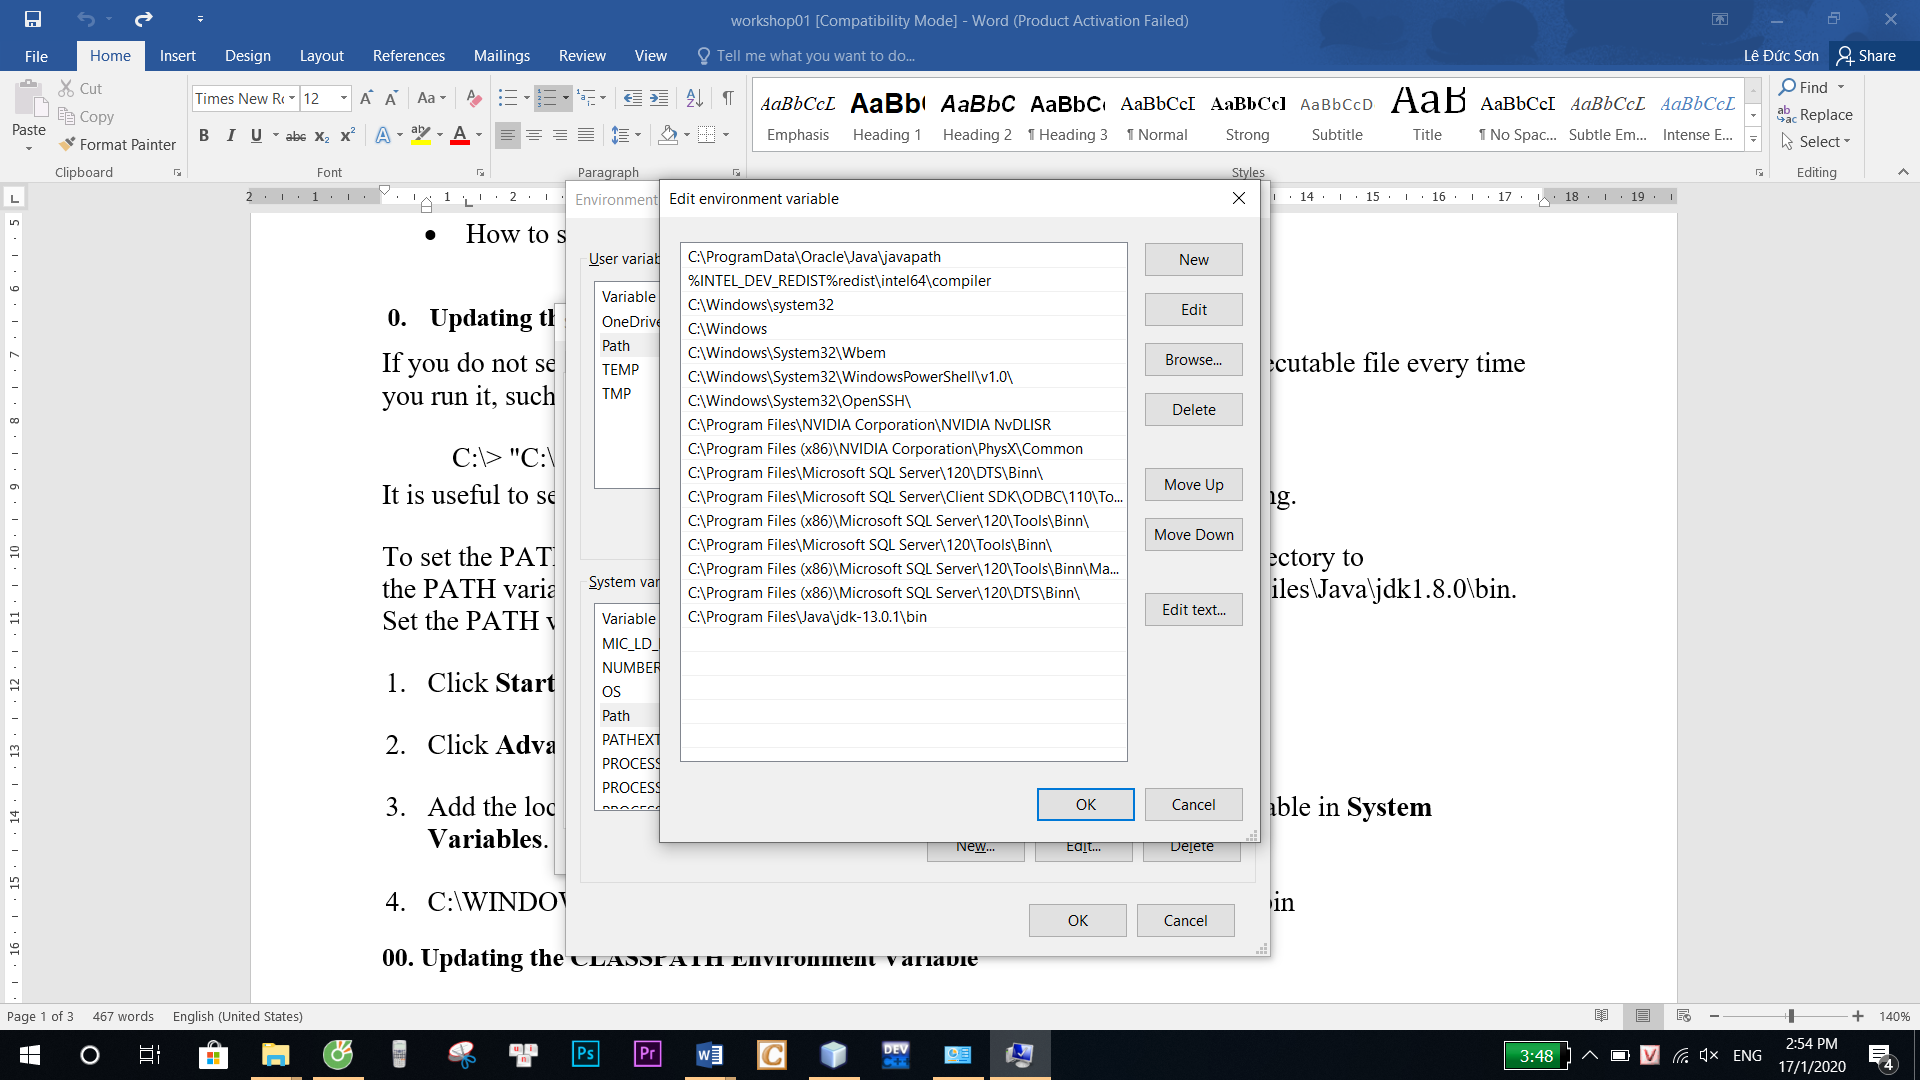 workshop01 [Compatibility Mode] - Word (Product Activation Failed)
File Home Insert Design Layout References Mailings Review View Tell me what you want to do... Lê Đức Sơn Share
Paste
Cut
Copy
Format Painter
Clipboard
Times New Ro 12
Font
Paragraph
AaBbCcL Emphasis
AaBb Heading 1
AaBbC Heading 2
AaBbC ¶ Heading 3
AaBbCcI ¶ Normal
AaBbCcl Strong
AaBbCcD Subtitle
AaB Title
AaBbCcI ¶ No Spac...
AaBbCcL Subtle Em...
AaBbCcL Intense E...
Styles
Find
Replace
Select
Editing
2 1 1 2 14 15 16 17 18 19
• How to s
0. Updating th
If you do not se ecutable file every time
you run it, such
C:\> "C:\
It is useful to se ng.
To set the PAT ectory to
the PATH varia iles\Java\jdk1.8.0\bin.
Set the PATH v
1. Click Start
2. Click Adva
3. Add the loc able in System
Variables.
4. C:\WINDOW bin
00. Updating the CLASSPATH Environment Variable
Environment
User variab
Variable
OneDrive
Path
TEMP
TMP
System var
Variable
MIC_LD_
NUMBER
OS
Path
PATHEXT
PROCESS
PROCESS
PROCESS
New... Edit... Delete
OK Cancel
Edit environment variable
C:\ProgramData\Oracle\Java\javapath
%INTEL_DEV_REDIST%redist\intel64\compiler
C:\Windows\system32
C:\Windows
C:\Windows\System32\Wbem
C:\Windows\System32\WindowsPowerShell\v1.0\
C:\Windows\System32\OpenSSH\
C:\Program Files\NVIDIA Corporation\NVIDIA NvDLISR
C:\Program Files (x86)\NVIDIA Corporation\PhysX\Common
C:\Program Files\Microsoft SQL Server\120\DTS\Binn\
C:\Program Files\Microsoft SQL Server\Client SDK\ODBC\110\To...
C:\Program Files (x86)\Microsoft SQL Server\120\Tools\Binn\
C:\Program Files\Microsoft SQL Server\120\Tools\Binn\
C:\Program Files (x86)\Microsoft SQL Server\120\Tools\Binn\Ma...
C:\Program Files (x86)\Microsoft SQL Server\120\DTS\Binn\
C:\Program Files\Java\jdk-13.0.1\bin
New
Edit
Browse...
Delete
Move Up
Move Down
Edit text...
OK Cancel
Page 1 of 3 467 words English (United States) 140%
3:48 ENG 2:54 PM
17/1/2020 4